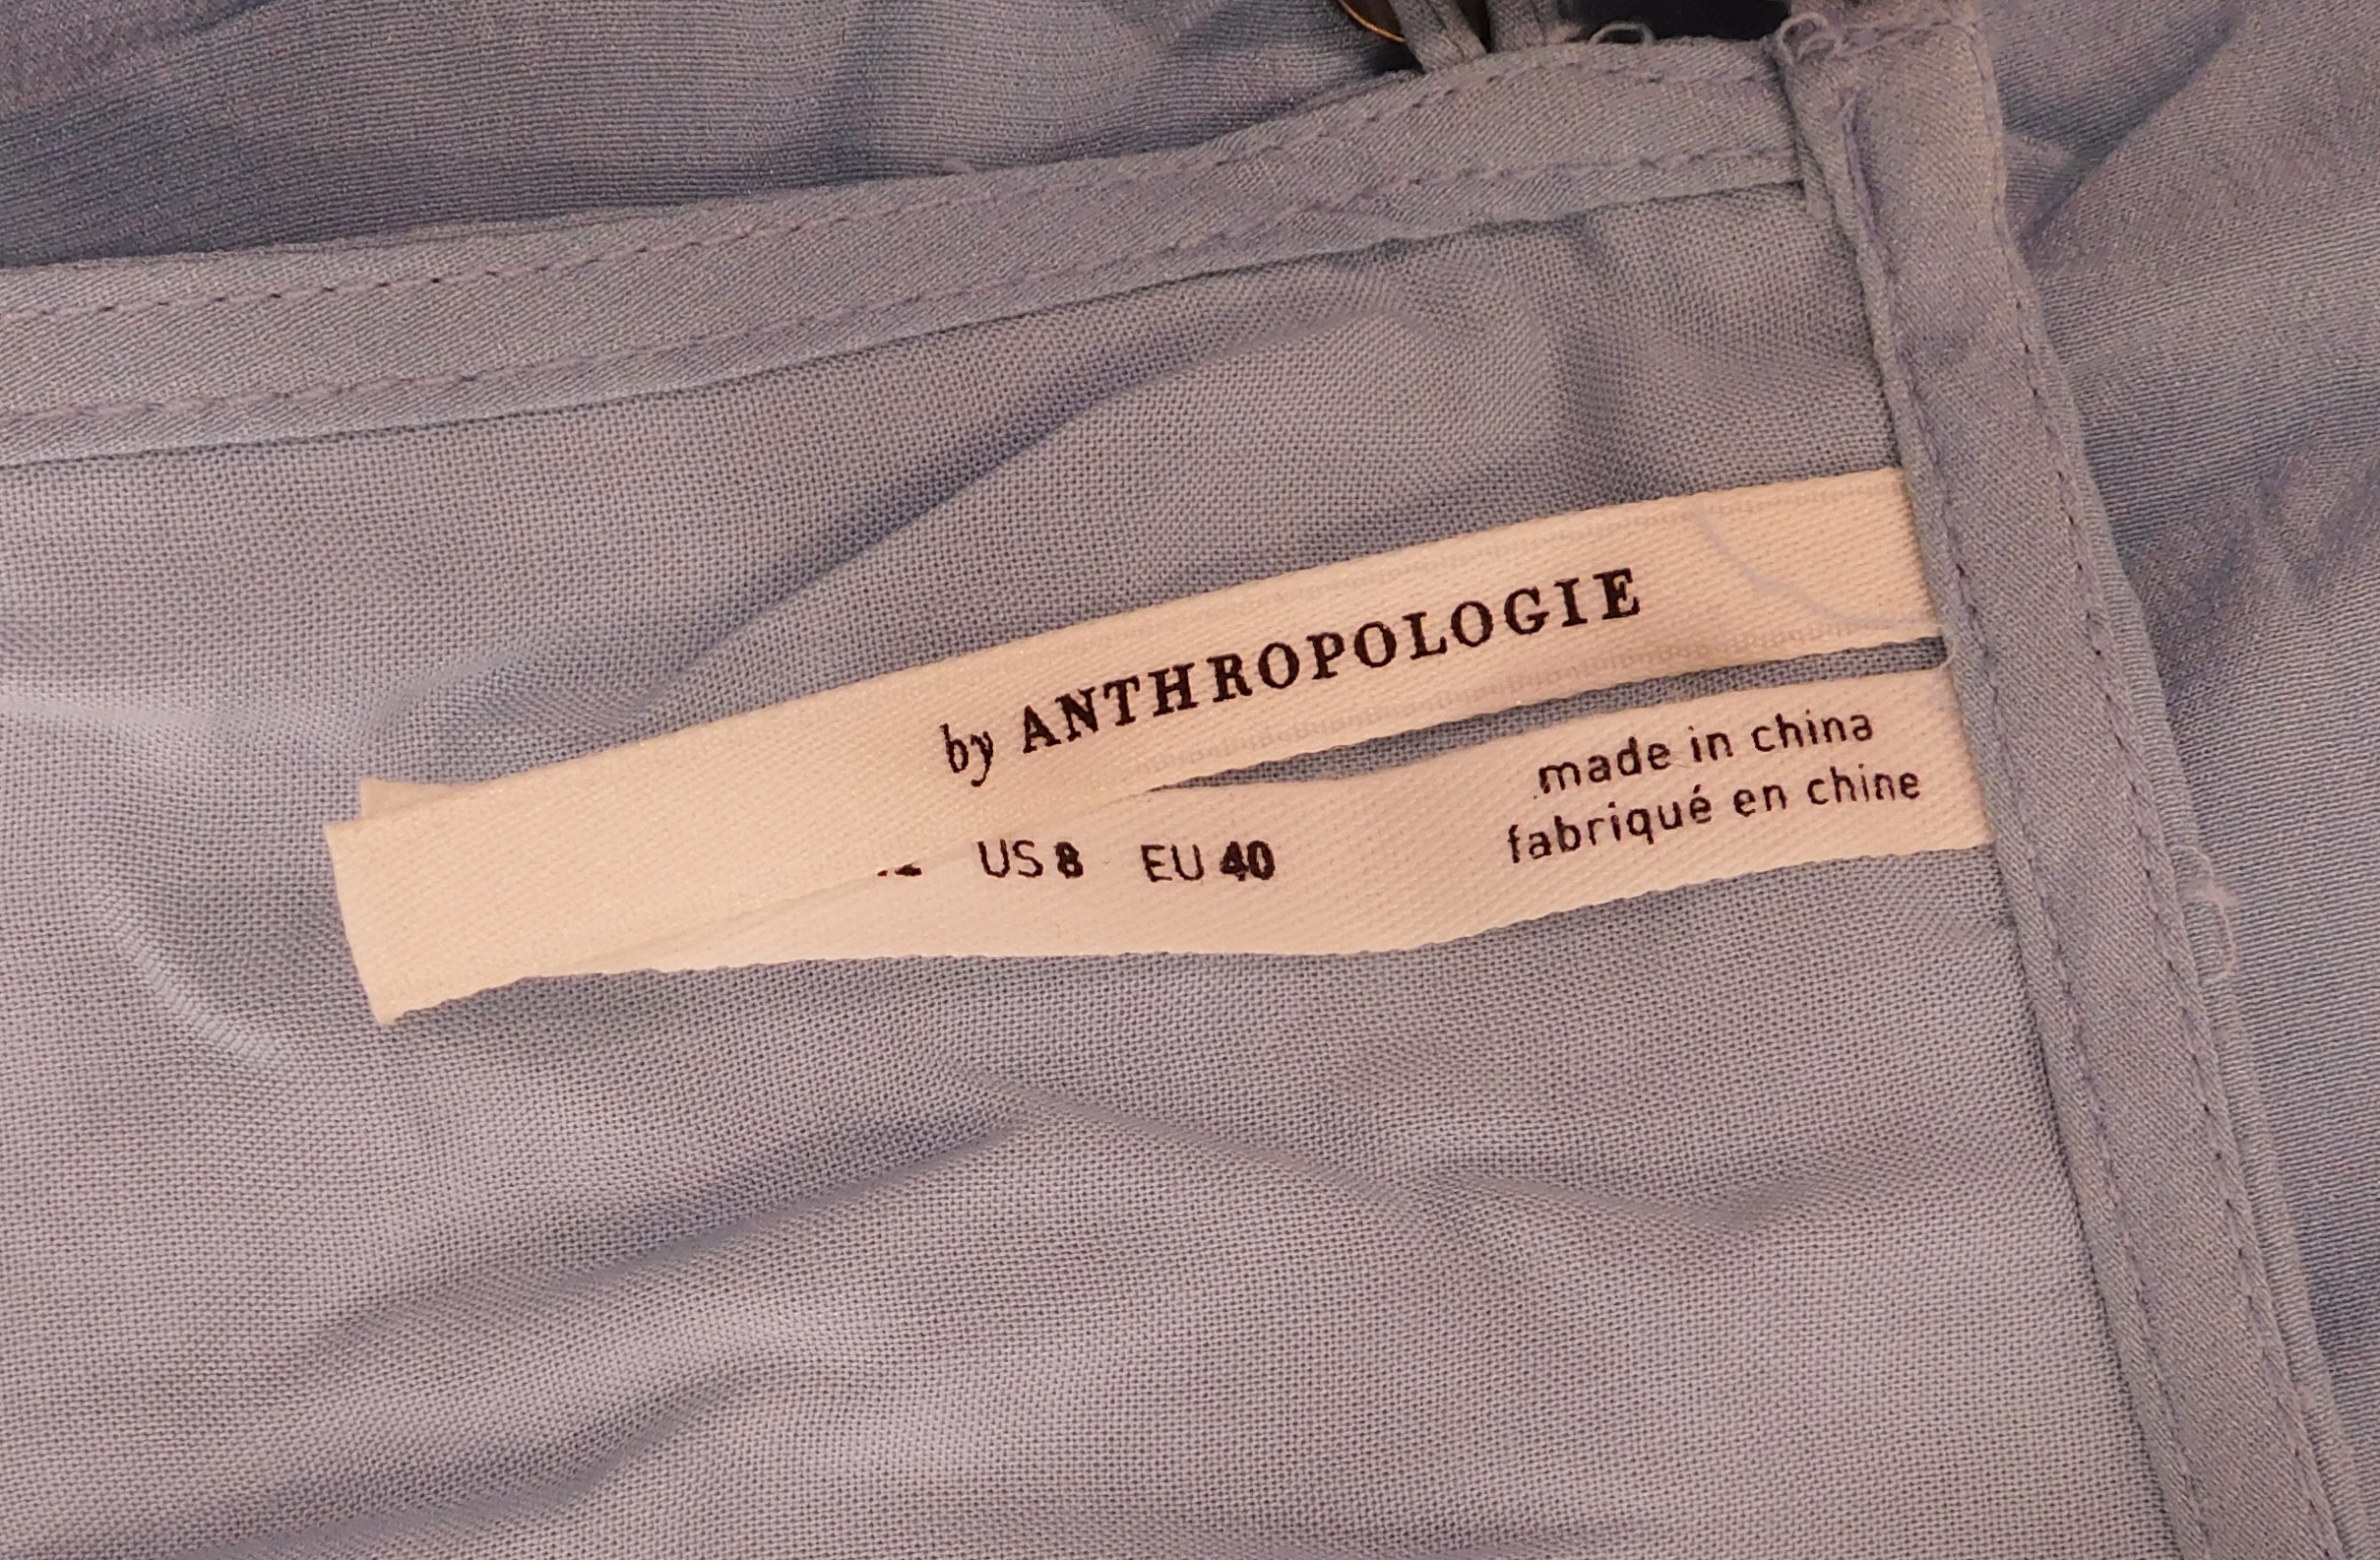 by ANTHROPOLOGIE
US 8 EU 40
made in china
fabriqué en chine